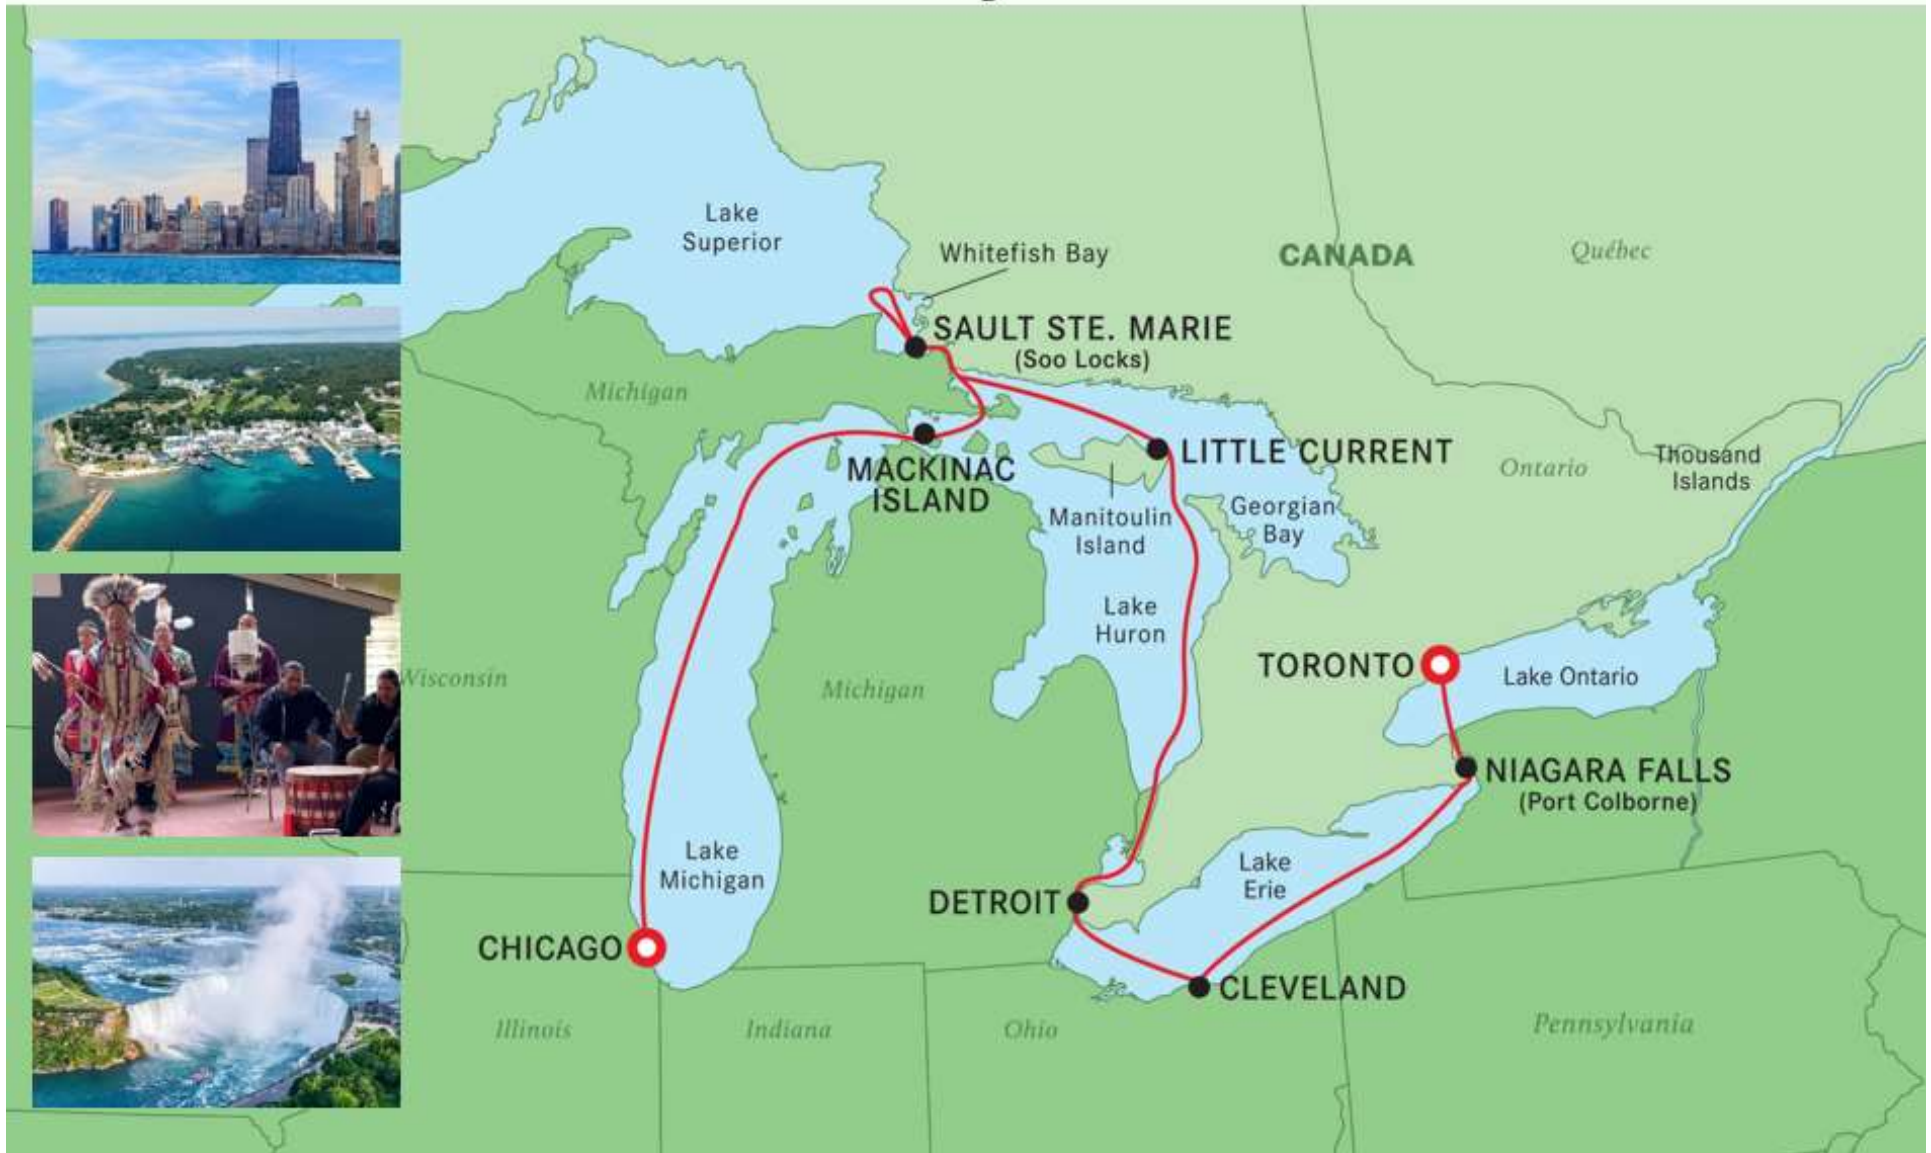 Lake
Superior
Whitefish Bay
CANADA
Québec
SAULT STE. MARIE
(Soo Locks)
Michigan
LITTLE CURRENT
MACKINAC
ISLAND
Ontario
Thousand
Islands
Georgian
Bay
Manitoulin
Island
Lake
Huron
TORONTO
Lake Ontario
Wisconsin
Michigan
NIAGARA FALLS
(Port Colborne)
Lake
Michigan
Lake
Erie
DETROIT
CHICAGO
CLEVELAND
Illinois
Indiana
Ohio
Pennsylvania